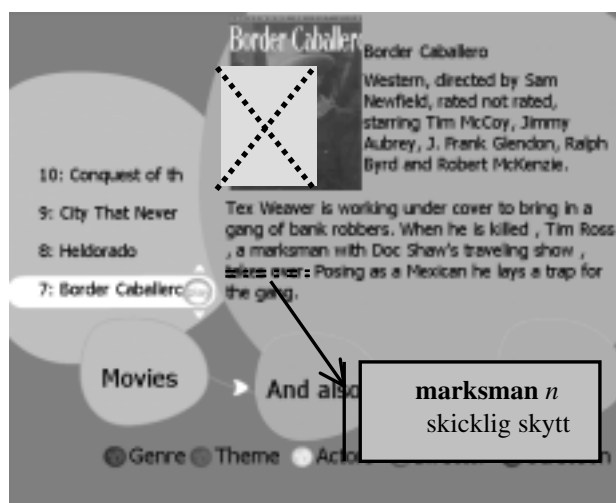 Border Caballero
Border Caballero
Western, directed by Sam
Newfield, rated not rated,
starring Tim McCoy, Jimmy
Aubrey, J. Frank Glendon, Ralph
Byrd and Robert McKenzie.
10: Conquest of th
9: City That Never
8: Heldorado
7: Border Caballero
Tex Weaver is working under cover to bring in a
gang of bank robbers. When he is killed , Tim Ross
, a marksman with Doc Shaw's traveling show ,
takes over. Posing as a Mexican he lays a trap for
the gang.
Movies
And also
marksman n
skicklig skytt
Genre Theme Actors